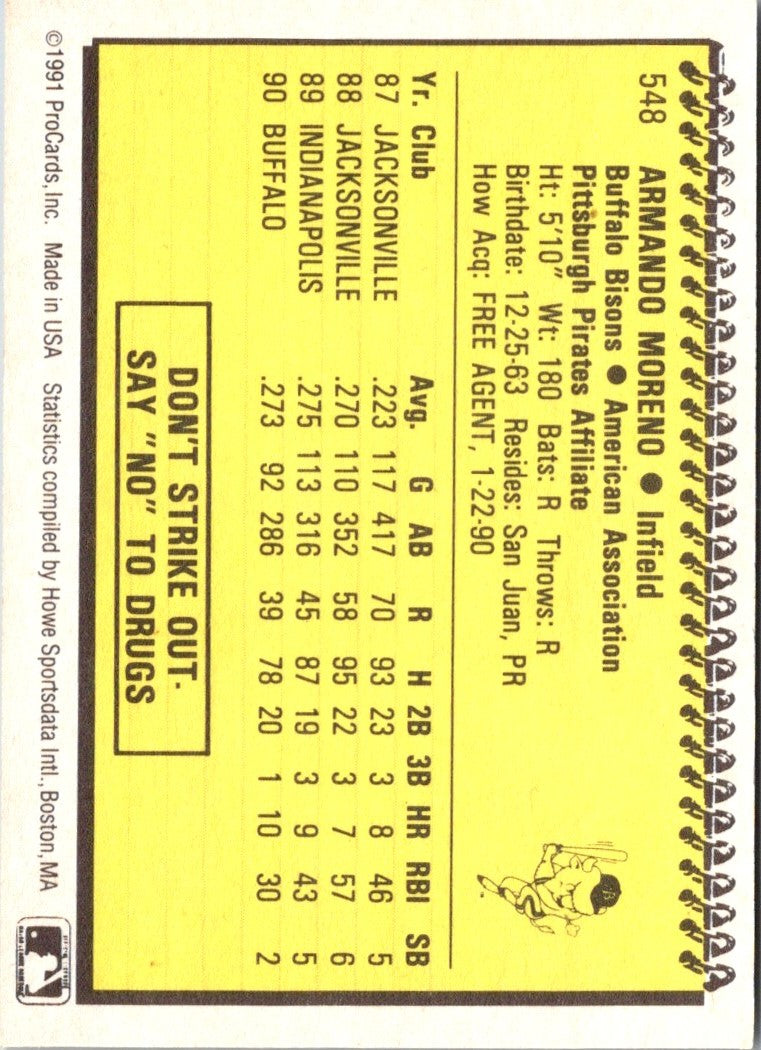 548 ARMANDO MORENO ● Infield
Buffalo Bisons ● American Association
Pittsburgh Pirates Affiliate
Ht: 5'10" Wt: 180 Bats: R Throws: R
Birthdate: 12-25-63 Resides: San Juan, PR
How Acq: FREE AGENT, 1-22-90
Yr. Club Avg. G AB R H 2B 3B HR RBI SB
87 JACKSONVILLE .223 117 417 70 93 23 3 8 46 5
88 JACKSONVILLE .270 110 352 58 95 22 3 7 57 6
89 INDIANAPOLIS .275 113 316 45 87 19 3 9 43 5
90 BUFFALO .273 92 286 39 78 20 1 10 30 2
DON'T STRIKE OUT-
SAY "NO" TO DRUGS
©1991 ProCards, Inc. Made in USA Statistics compiled by Howe Sportsdata Intl., Boston, MA